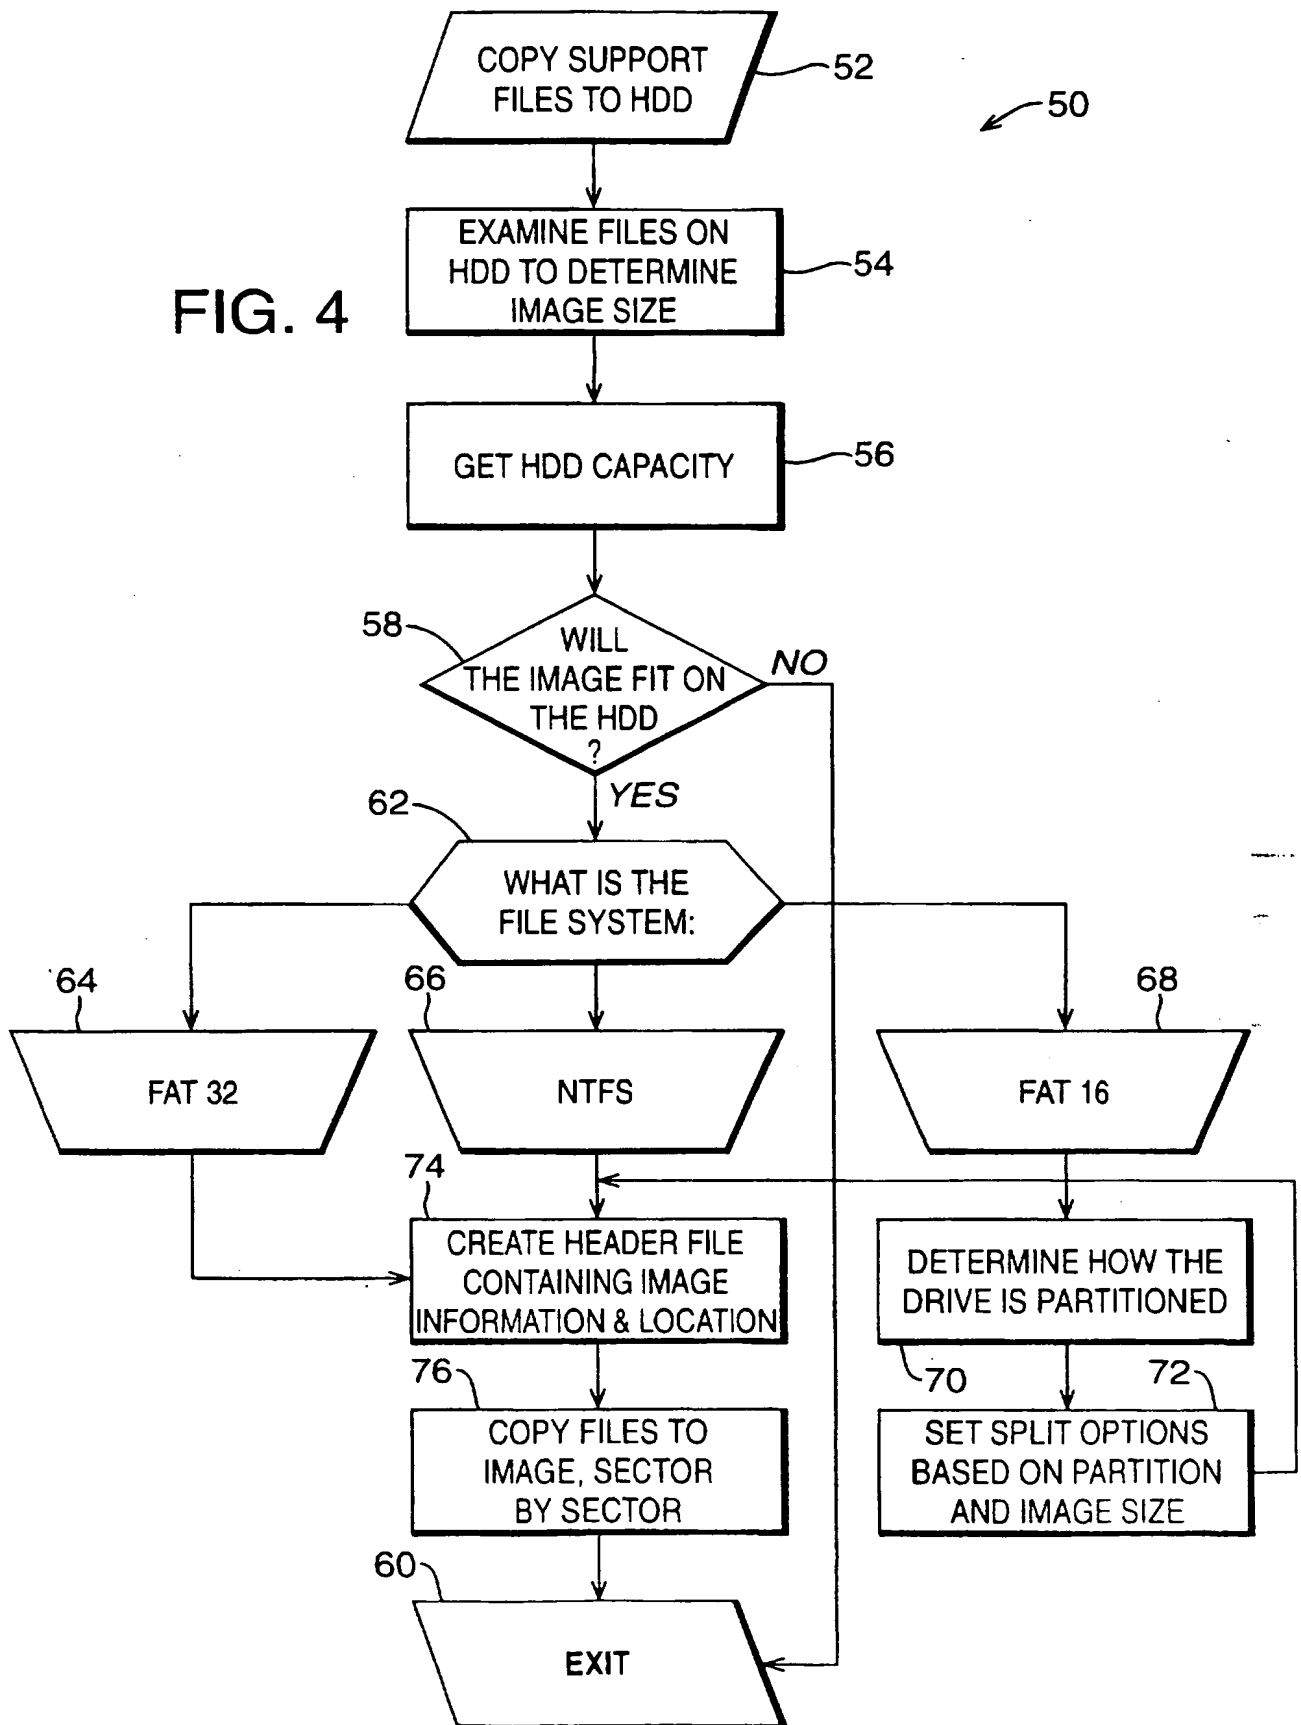 COPY SUPPORT
FILES TO HDD
52
50
EXAMINE FILES ON
HDD TO DETERMINE
IMAGE SIZE
54
FIG. 4
GET HDD CAPACITY
56
58
WILL
THE IMAGE FIT ON
THE HDD
?
NO
YES
62
WHAT IS THE
FILE SYSTEM:
64
66
68
FAT 32
NTFS
FAT 16
74
CREATE HEADER FILE
CONTAINING IMAGE
INFORMATION & LOCATION
DETERMINE HOW THE
DRIVE IS PARTITIONED
70
72
76
COPY FILES TO
IMAGE, SECTOR
BY SECTOR
SET SPLIT OPTIONS
BASED ON PARTITION
AND IMAGE SIZE
60
EXIT